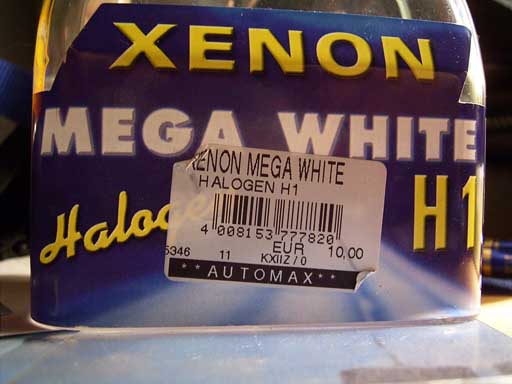 XENON
MEGA WHITE
Halogen H1
XENON MEGA WHITE
HALOGEN H1
4 008153 777820
EUR 10,00
5346 11 KXIIZ/0
**AUTOMAX**